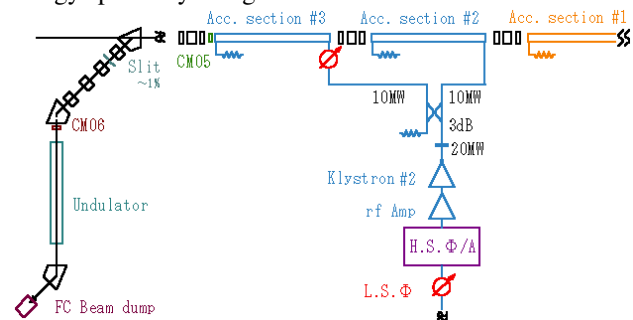 Acc. section #3
Acc. section #2
Acc. section #1
Slit
~1%
CM05
10MW
10MW
3dB
CM06
20MW
Klystron #2
Undulator
rf Amp
H.S.Φ/A
L.S.Φ
FC Beam dump